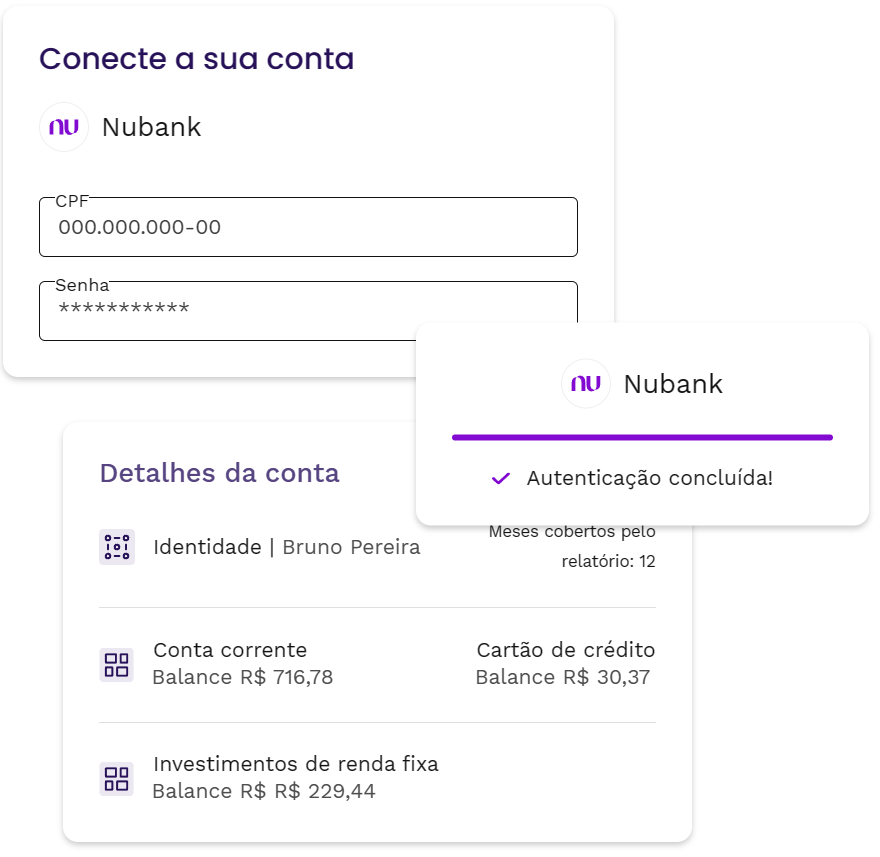 Conecte a sua conta
nu Nubank
CPF
000.000.000-00
Senha
***********
nu Nubank
Autenticação concluída!
Detalhes da conta
Identidade | Bruno Pereira
Meses cobertos pelo
relatório: 12
Conta corrente
Balance R$ 716,78
Cartão de crédito
Balance R$ 30,37
Investimentos de renda fixa
Balance R$ R$ 229,44